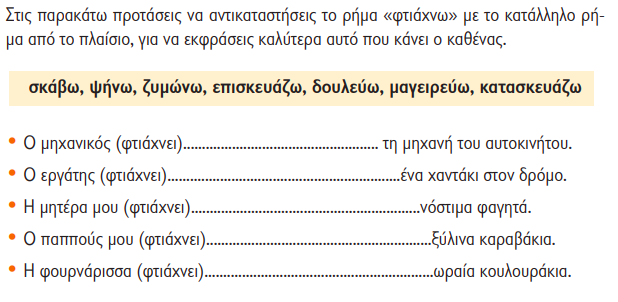 Στις παρακάτω προτάσεις να αντικαταστήσεις το ρήμα «φτιάχνω» με το κατάλληλο ρή-
μα από το πλαίσιο, για να εκφράσεις καλύτερα αυτό που κάνει ο καθένας.
σκάβω, ψήνω, ζυμώνω, επισκευάζω, δουλεύω, μαγειρεύω, κατασκευάζω
• Ο μηχανικός (φτιάχνει)...................................................... τη μηχανή του αυτοκινήτου.
• Ο εργάτης (φτιάχνει)................................................................ένα χαντάκι στον δρόμο.
• Η μητέρα μου (φτιάχνει)...............................................................νόστιμα φαγητά.
• Ο παππούς μου (φτιάχνει)..............................................................ξύλινα καραβάκια.
• Η φουρνάρισσα (φτιάχνει)...............................................................ωραία κουλουράκια.